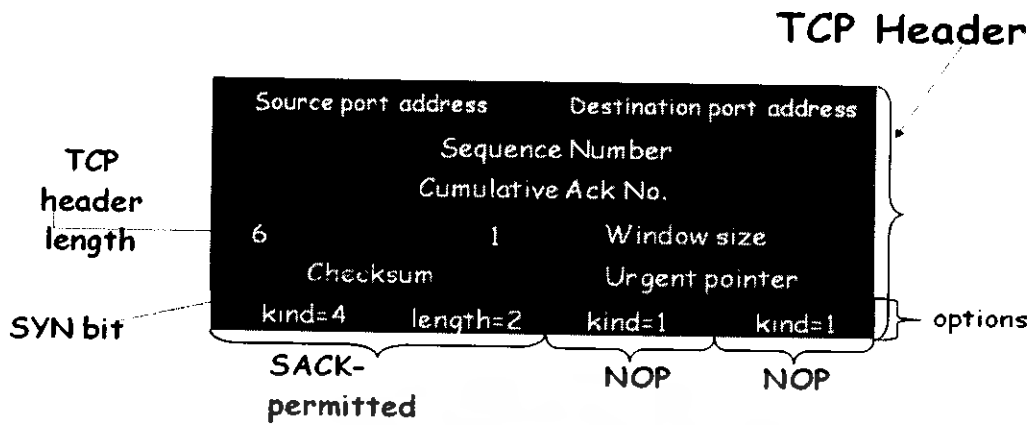 TCP Header
Source port address Destination port address
Sequence Number
Cumulative Ack No.
TCP
header
length
6 1 Window size
Checksum Urgent pointer
SYN bit
kind=4 length=2 kind=1 kind=1
options
SACK-
permitted
NOP NOP